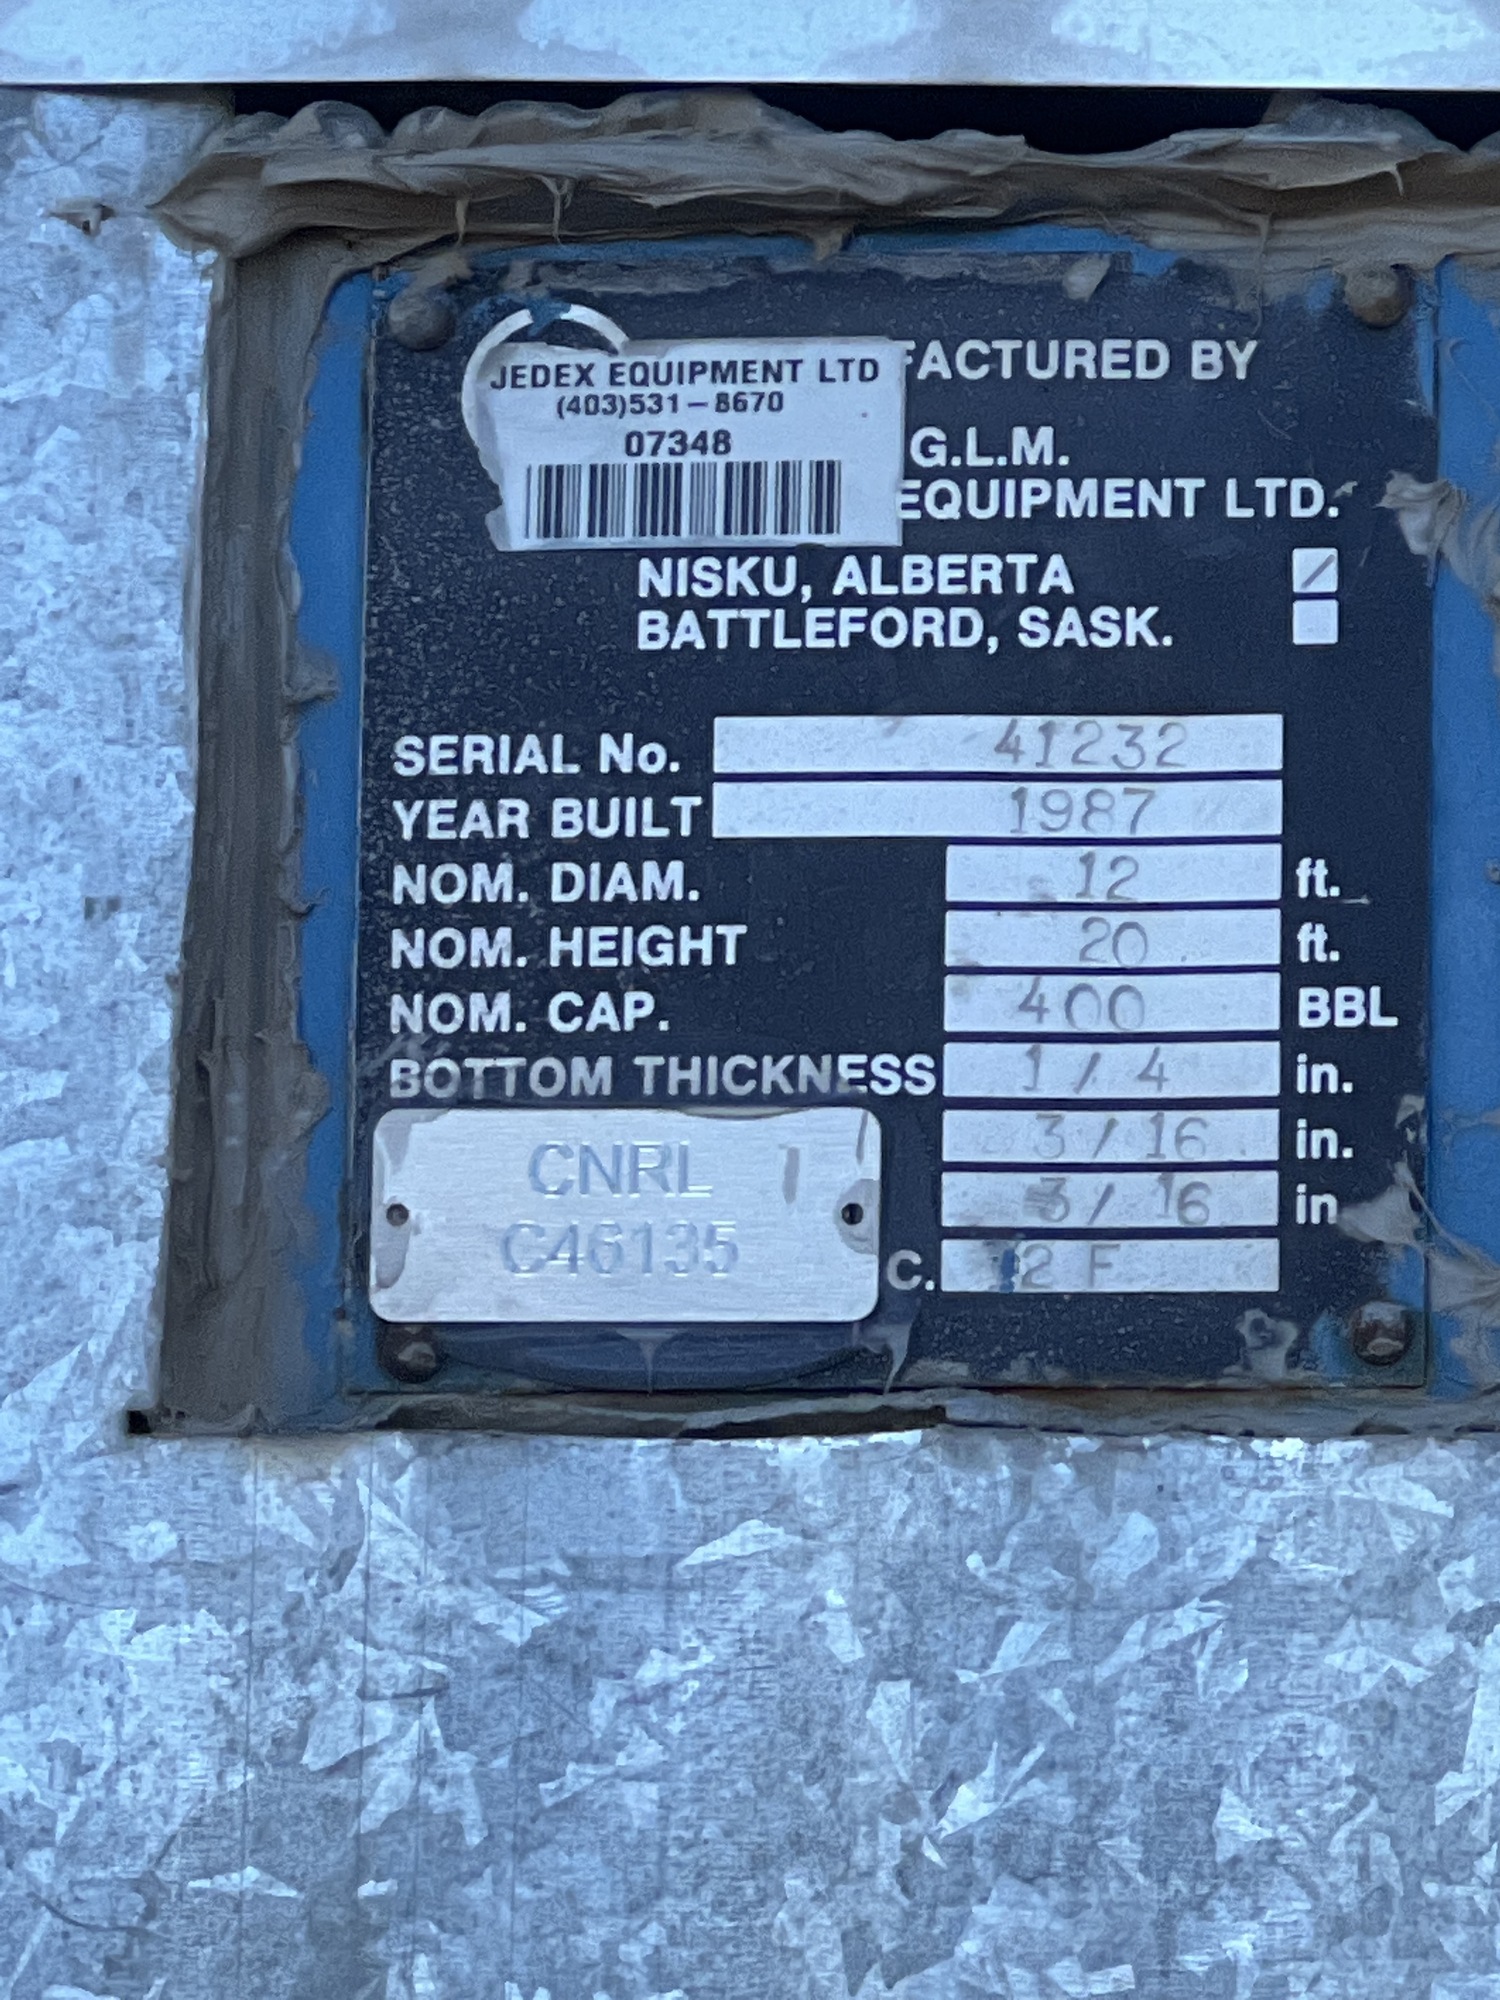 JEDEX EQUIPMENT LTD
(403)531-8670
07348
FACTURED BY
G.L.M.
EQUIPMENT LTD.
NISKU, ALBERTA
BATTLEFORD, SASK.
SERIAL No. 41232
YEAR BUILT 1987
NOM. DIAM. 12 ft.
NOM. HEIGHT 20 ft.
NOM. CAP. 400 BBL
BOTTOM THICKNESS 1/4 in.
3/16 in.
3/16 in
C. 12F
CNRL
C46135